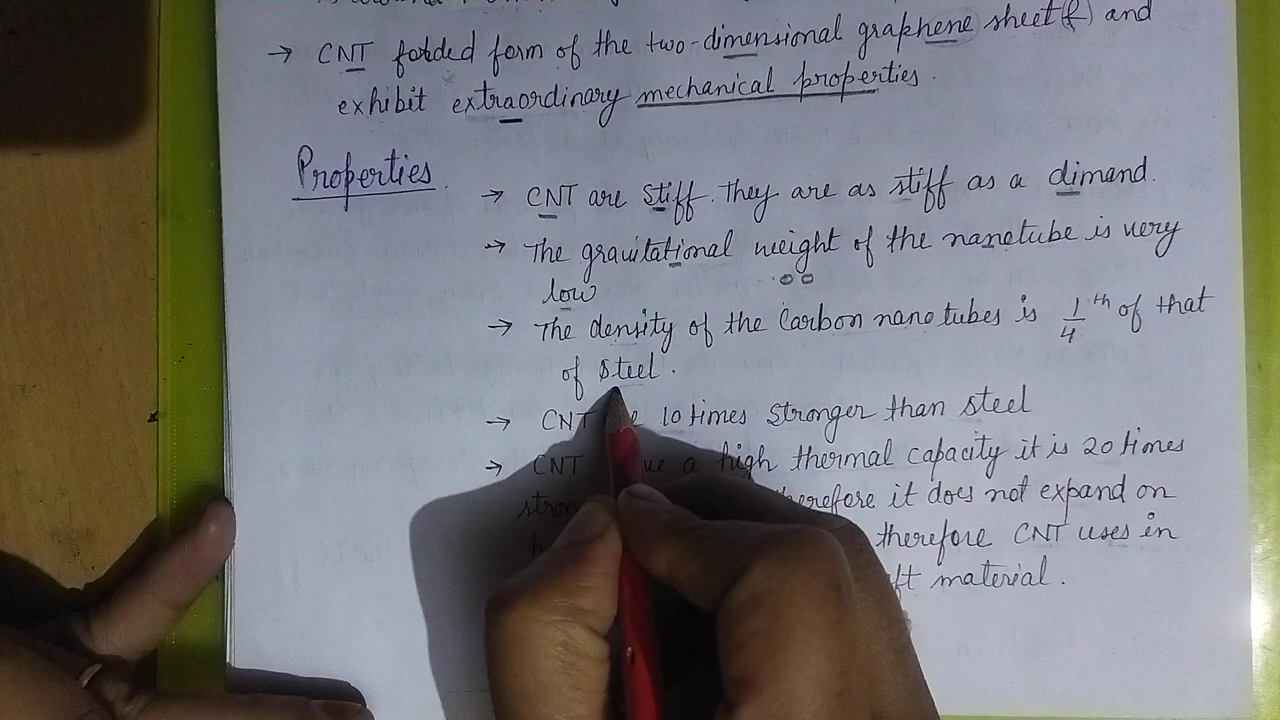 → CNT folded form of the two-dimensional graphene sheet(f) and
exhibit extraordinary mechanical properties.
Properties
→ CNT are stiff. They are as stiff as a dimand.
→ The gravitational weight of the nanotube is very
low
→ The density of the Carbon nano tubes is 1/4 th of that
of steel.
→ CNT 10 times stronger than steel
→ CNT a high thermal capacity it is 20 times
therefore it does not expand on
therefore CNT uses in
material.